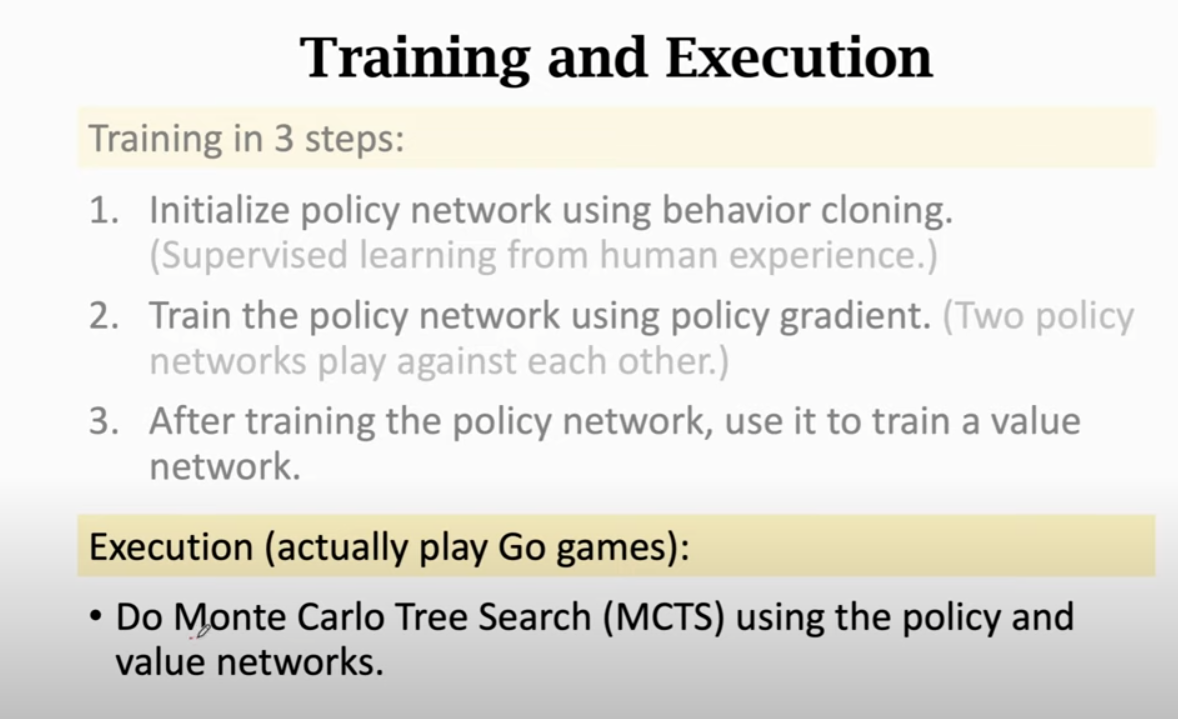 Training and Execution
Training in 3 steps:
1. Initialize policy network using behavior cloning.
(Supervised learning from human experience.)
2. Train the policy network using policy gradient. (Two policy
networks play against each other.)
3. After training the policy network, use it to train a value
network.
Execution (actually play Go games):
• Do Monte Carlo Tree Search (MCTS) using the policy and
value networks.